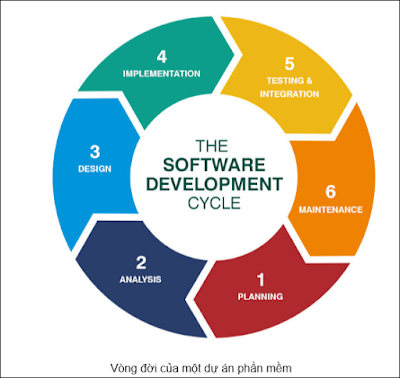 4
IMPLEMENTATION
5
TESTING &
INTEGRATION
3
DESIGN
THE
SOFTWARE
DEVELOPMENT
CYCLE
6
MAINTENANCE
2
ANALYSIS
1
PLANNING
Vòng đời của một dự án phần mềm